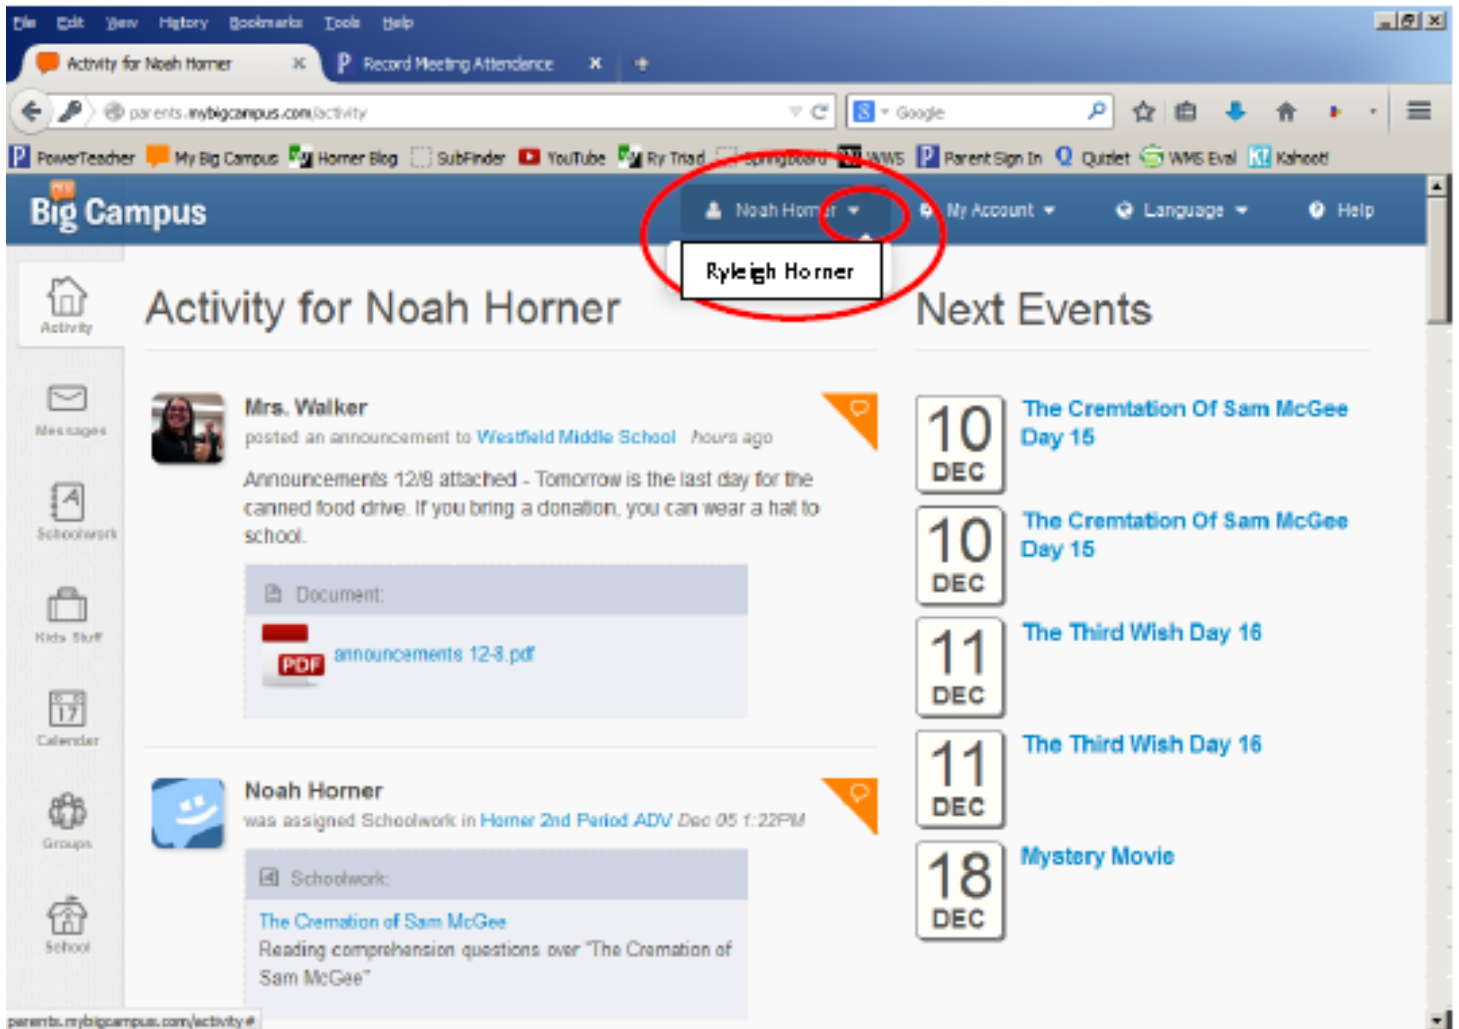 File Edit View History Bookmarks Tools Help
Activity for Noah Horner × P Record Meeting Attendance ×
parents.mybigcampus.com/activity
8 Google
P PowerTeacher My Big Campus Horner Blog SubFinder YouTube Ry Triad Springboard WWS P Parent Sign In Q Quizlet WMS Eval K! Kahoot!
Big Campus
Noah Horner
My Account
Language
Help
Ryleigh Horner
Activity
Messages
Schoolwork
Kids Stuff
17
Calendar
Groups
School
Activity for Noah Horner
Mrs. Walker
posted an announcement to Westfield Middle School hours ago
Announcements 12/8 attached - Tomorrow is the last day for the
canned food drive. If you bring a donation, you can wear a hat to
school.
Document:
PDF announcements 12-8.pdf
Noah Horner
was assigned Schoolwork in Horner 2nd Period ADV Dec 05 1:22PM
Schoolwork:
The Cremation of Sam McGee
Reading comprehension questions over "The Cremation of
Sam McGee"
Next Events
10 DEC
The Cremtation Of Sam McGee
Day 15
10 DEC
The Cremtation Of Sam McGee
Day 15
11 DEC
The Third Wish Day 16
11 DEC
The Third Wish Day 16
18 DEC
Mystery Movie
parents.mybigcampus.com/activity#